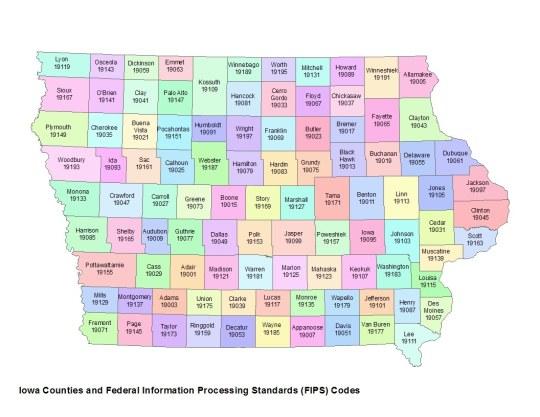 Lyon
19119
Osceola
19143
Dickinson
19059
Emmet
19063
Winnebago
19189
Worth
19195
Mitchell
19131
Howard
19089
Winneshiek
19191
Allamakee
19005
Kossuth
19109
Sioux
19167
O'Brien
19141
Clay
19041
Palo Alto
19147
Hancock
19081
Cerro
Gordo
19033
Floyd
19067
Chickasaw
19037
Fayette
19065
Clayton
19043
Plymouth
19149
Cherokee
19035
Buena
Vista
19021
Pocahontas
19151
Humboldt
19091
Wright
19197
Franklin
19069
Butler
19023
Bremer
19017
Woodbury
19193
Ida
19093
Sac
19161
Calhoun
19025
Webster
19187
Hamilton
19079
Hardin
19083
Grundy
19075
Black
Hawk
19013
Buchanan
19019
Delaware
19055
Dubuque
19061
Monona
19133
Crawford
19047
Carroll
19027
Greene
19073
Boone
19015
Story
19169
Marshall
19127
Tama
19171
Benton
19011
Linn
19113
Jones
19105
Jackson
19097
Clinton
19045
Harrison
19085
Shelby
19165
Audubon
19009
Guthrie
19077
Dallas
19049
Polk
19153
Jasper
19099
Poweshiek
19157
Iowa
19095
Johnson
19103
Cedar
19031
Scott
19163
Muscatine
19139
Pottawattamie
19155
Cass
19029
Adair
19001
Madison
19121
Warren
19181
Marion
19125
Mahaska
19123
Keokuk
19107
Washington
19183
Louisa
19115
Mills
19129
Montgomery
19137
Adams
19003
Union
19175
Clarke
19039
Lucas
19117
Monroe
19135
Wapello
19179
Jefferson
19101
Henry
19087
Des
Moines
19057
Fremont
19071
Page
19145
Taylor
19173
Ringgold
19159
Decatur
19053
Wayne
19185
Appanoose
19007
Davis
19051
Van Buren
19177
Lee
19111
Iowa Counties and Federal Information Processing Standards (FIPS) Codes